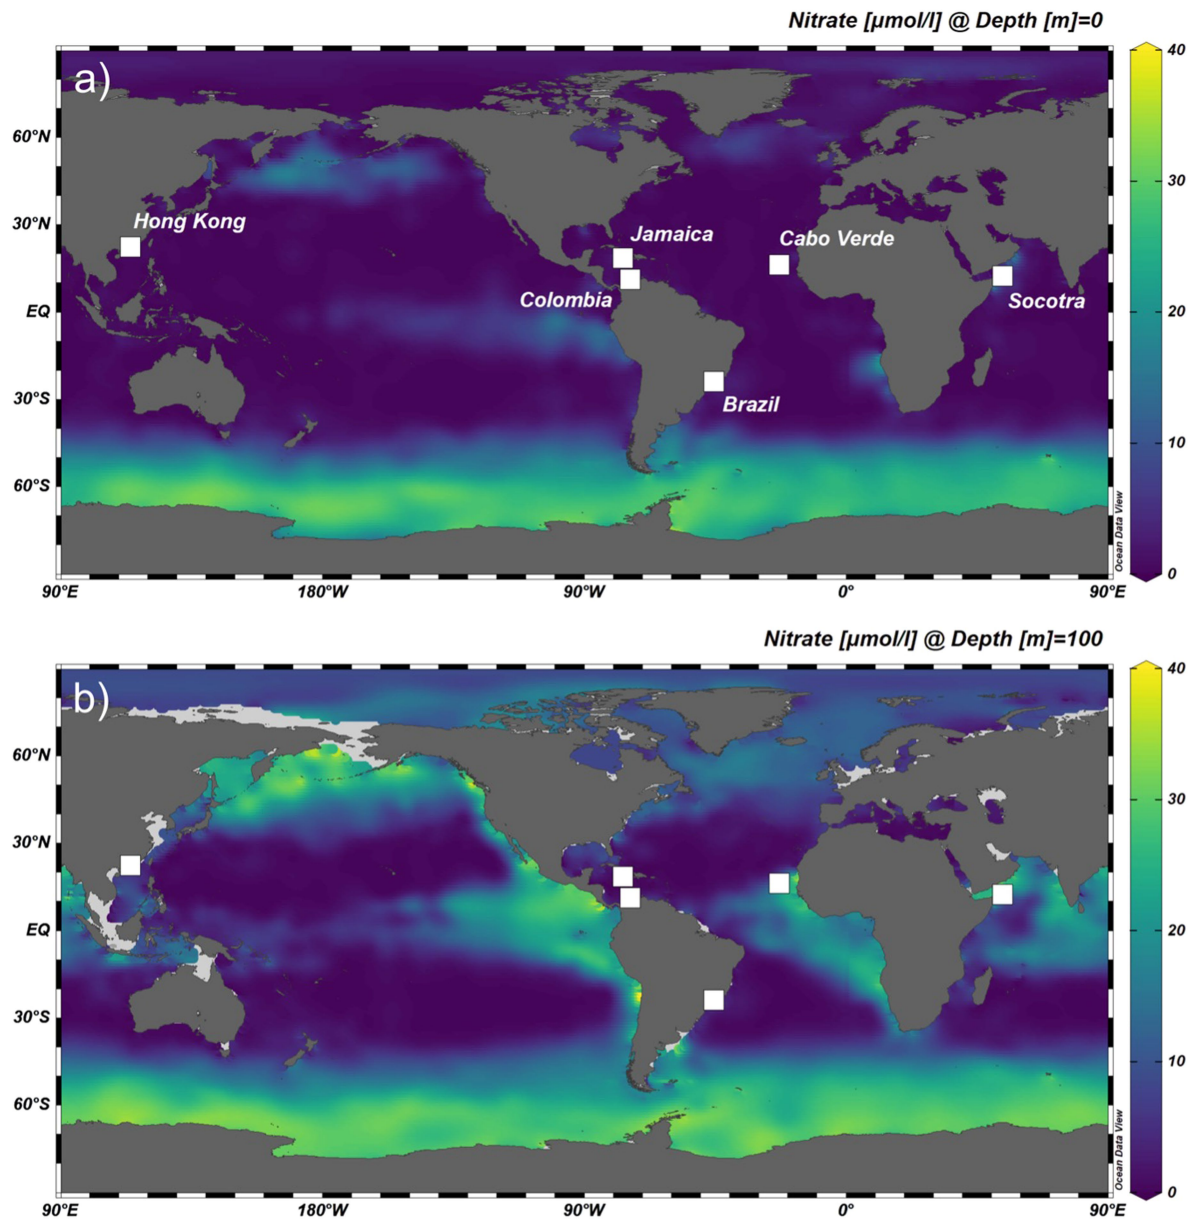 Nitrate [µmol/l] @ Depth [m]=0
a)
40
60°N
30
Hong Kong
30°N
Jamaica
Cabo Verde
Colombia
Socotra
EQ
20
30°S
Brazil
10
60°S
Ocean Data View
0
90°E
180°W
90°W
0°
90°E
Nitrate [µmol/l] @ Depth [m]=100
b)
40
60°N
30
30°N
EQ
20
30°S
10
60°S
Ocean Data View
0
90°E
180°W
90°W
0°
90°E